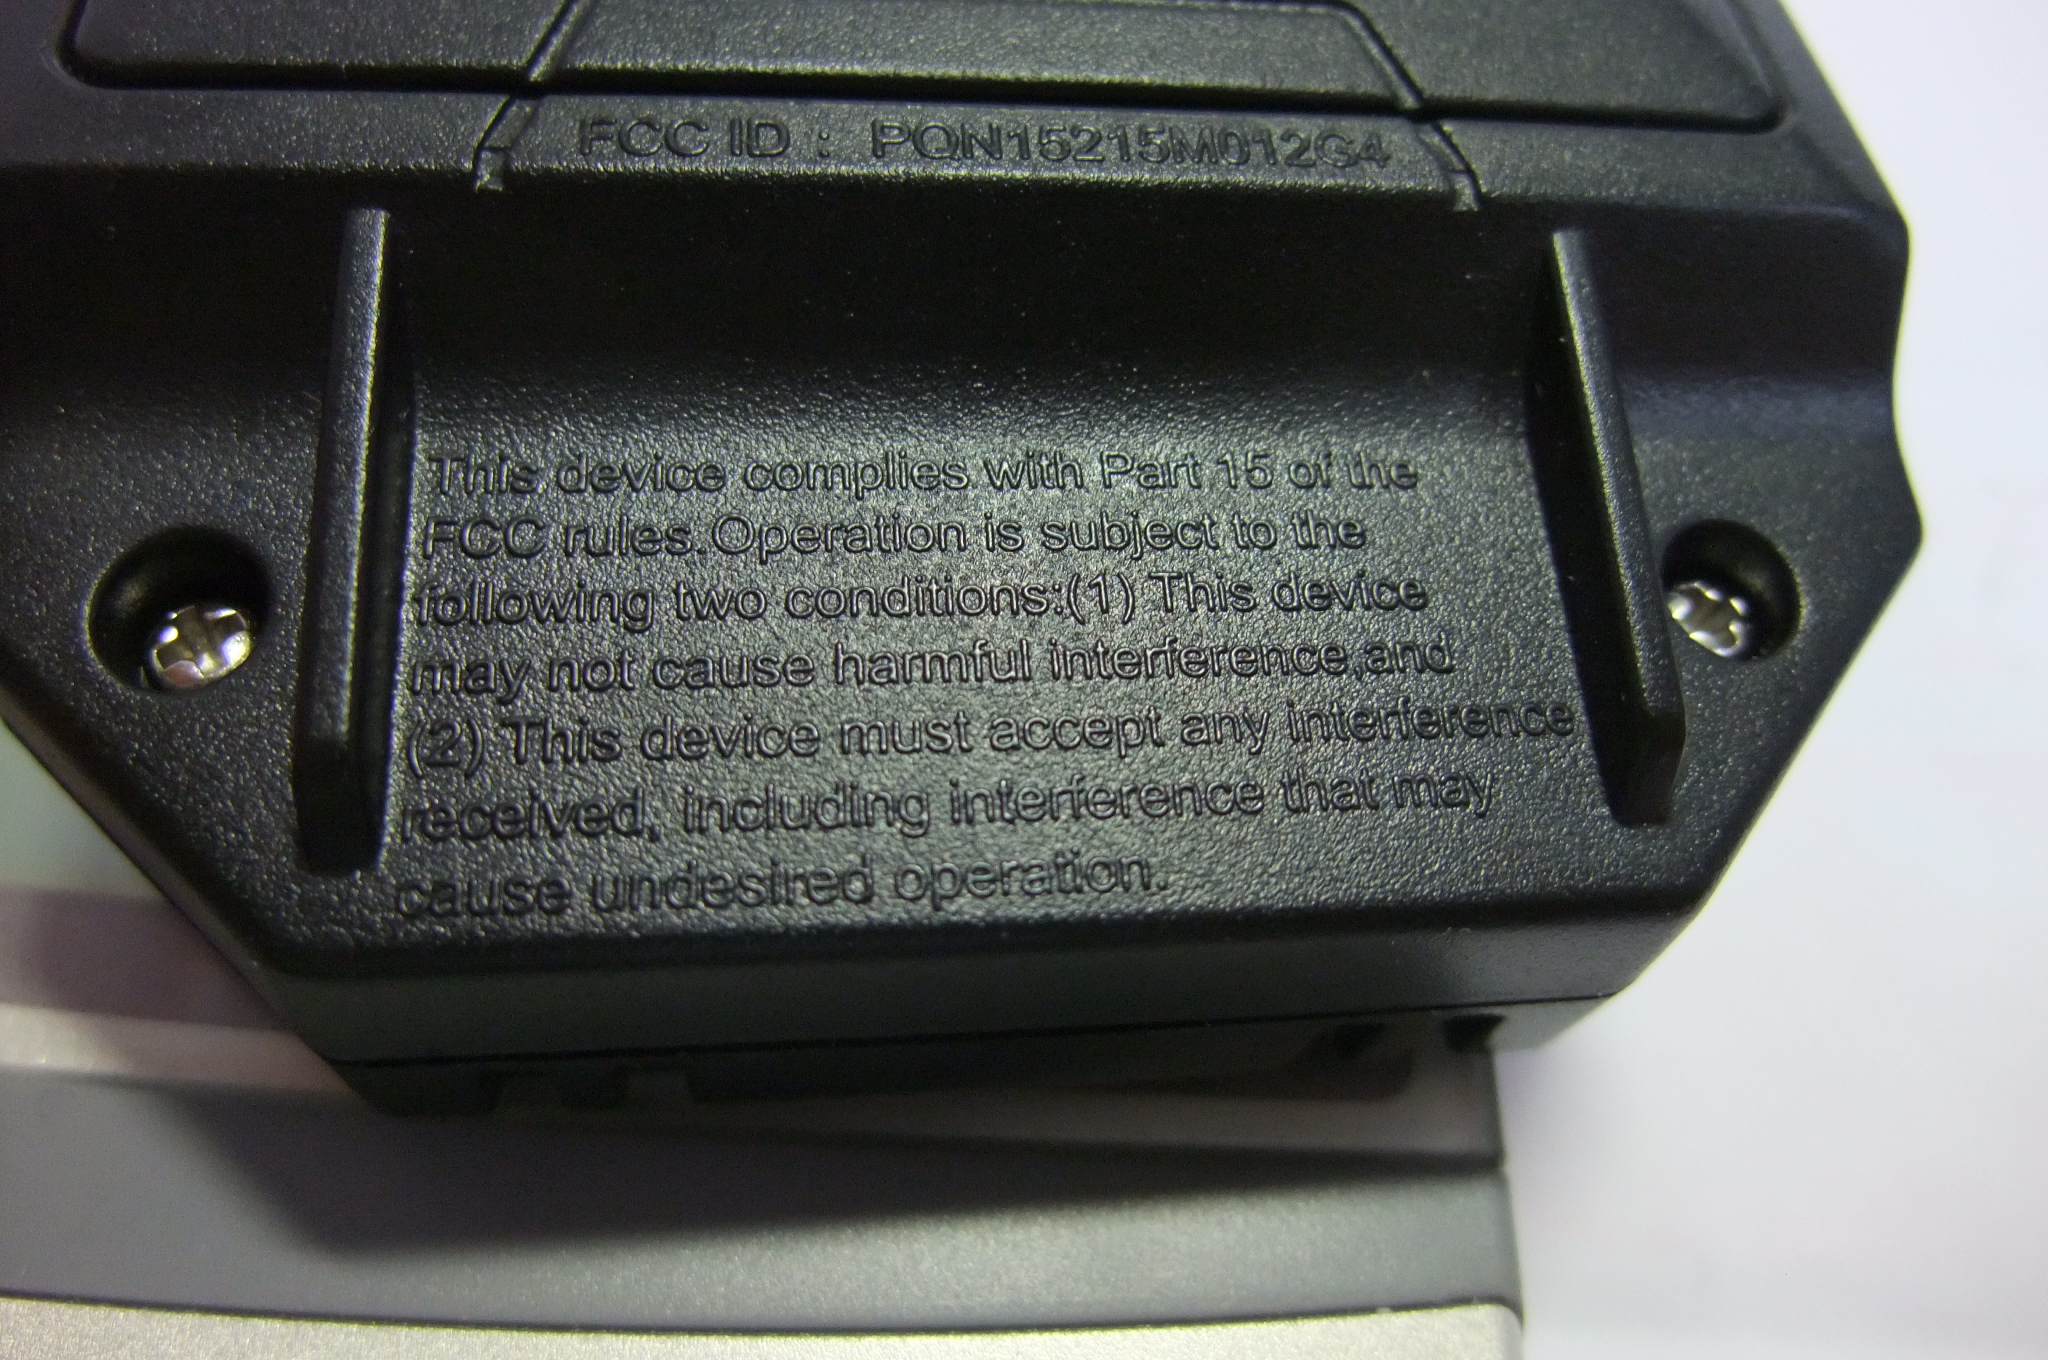 FCC ID : PQN15215M012G4
This device complies with Part 15 of the
FCC rules.Operation is subject to the
following two conditions:(1) This device
may not cause harmful interference,and
(2) This device must accept any interference
received, including interference that may
cause undesired operation.